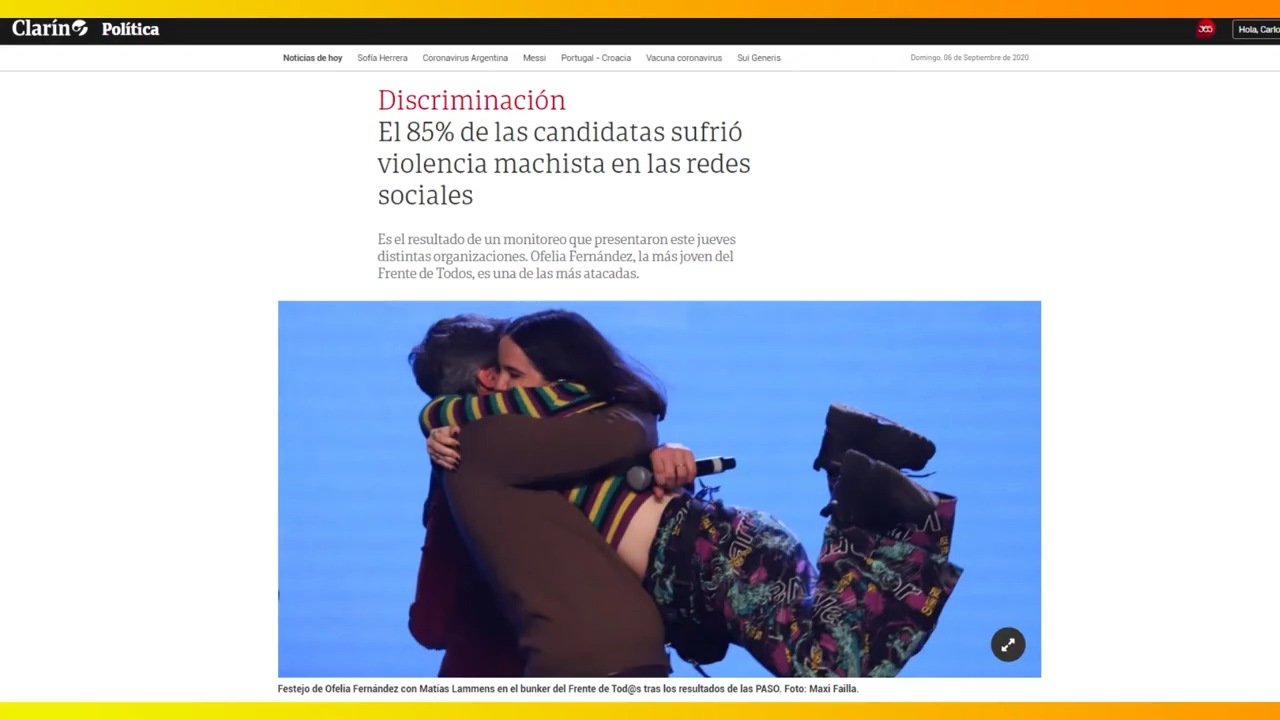 Clarín Política
365
Hola, Carlo
Noticias de hoy Sofía Herrera Coronavirus Argentina Messi Portugal - Croacia Vacuna coronavirus Sui Generis
Domingo, 06 de Septiembre de 2020
Discriminación
El 85% de las candidatas sufrió
violencia machista en las redes
sociales
Es el resultado de un monitoreo que presentaron este jueves
distintas organizaciones. Ofelia Fernández, la más joven del
Frente de Todos, es una de las más atacadas.
Festejo de Ofelia Fernández con Matías Lammens en el bunker del Frente de Tod@s tras los resultados de las PASO. Foto: Maxi Failla.